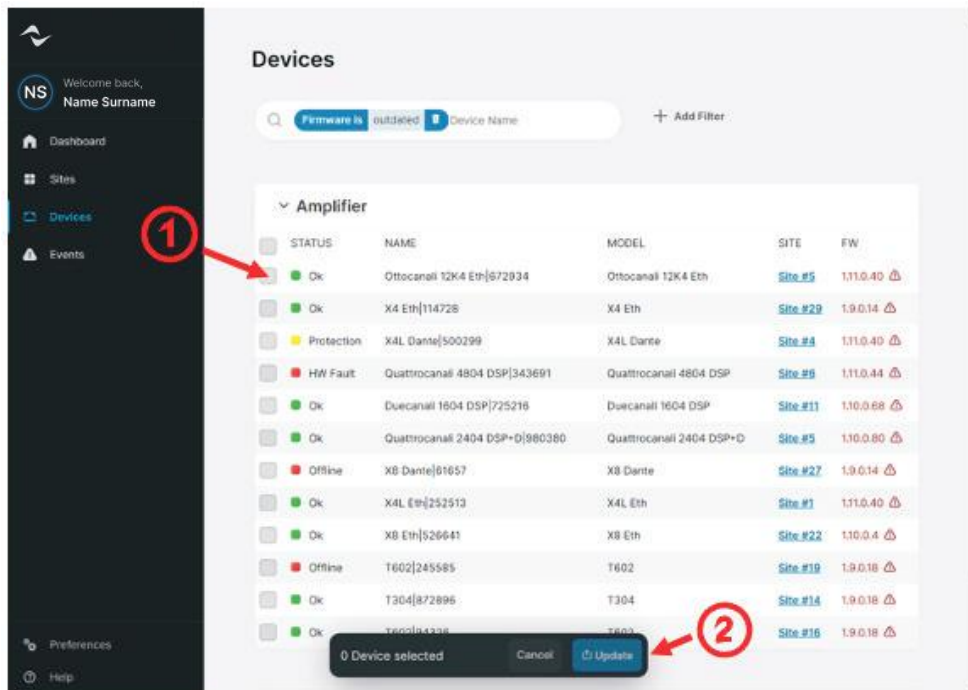 NS
Welcome back,
Name Surname
Dashboard
Sites
Devices
Events
Preferences
Help
Devices
Firmware is outdated Device Name
+ Add Filter
Amplifier
STATUS NAME MODEL SITE FW
Ok Ottocanali 12K4 Eth|672934 Ottocanali 12K4 Eth Site #5 1.11.0.40
Ok X4 Eth|114728 X4 Eth Site #29 1.9.0.14
Protection X4L Dante|500299 X4L Dante Site #4 1.11.0.40
HW Fault Quattrocanali 4804 DSP|343691 Quattrocanali 4804 DSP Site #6 1.11.0.44
Ok Duecanali 1604 DSP|725216 Duecanali 1604 DSP Site #11 1.10.0.68
Ok Quattrocanali 2404 DSP+D|980380 Quattrocanali 2404 DSP+D Site #5 1.10.0.80
Offline X8 Dante|61657 X8 Dante Site #27 1.9.0.14
Ok X4L Eth|252513 X4L Eth Site #1 1.11.0.40
Ok X8 Eth|526641 X8 Eth Site #22 1.10.0.4
Offline T602|245585 T602 Site #19 1.9.0.18
Ok T304|872896 T304 Site #14 1.9.0.18
Ok Site #16 1.9.0.18
0 Device selected Cancel Update
1
2